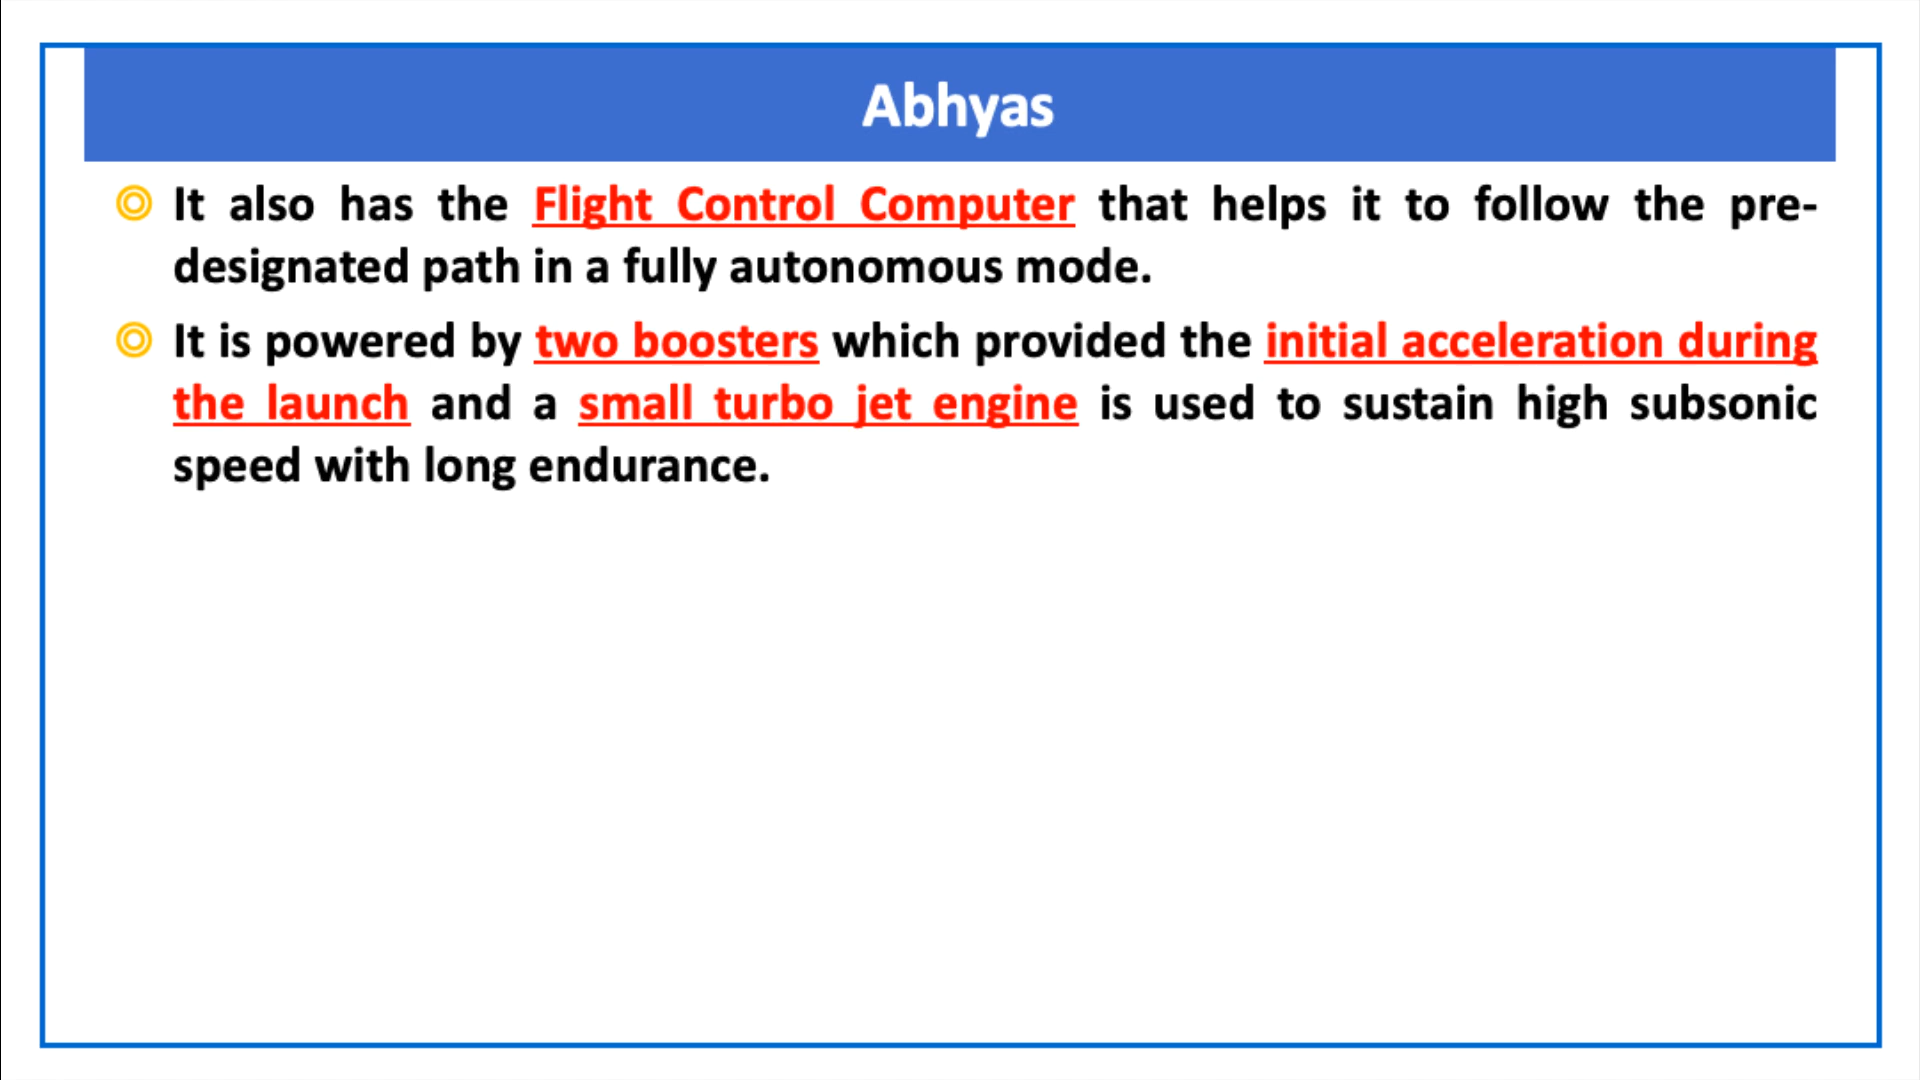 Abhyas
It also has the Flight Control Computer that helps it to follow the pre-
designated path in a fully autonomous mode.
It is powered by two boosters which provided the initial acceleration during
the launch and a small turbo jet engine is used to sustain high subsonic
speed with long endurance.